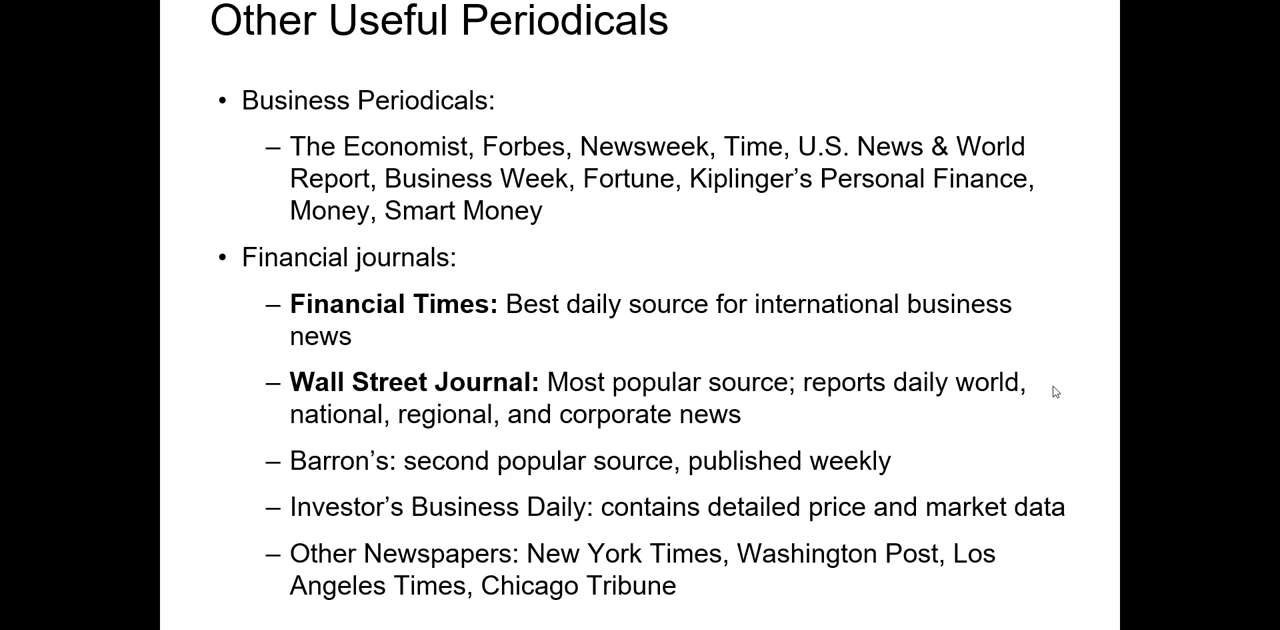 Other Useful Periodicals
• Business Periodicals:
– The Economist, Forbes, Newsweek, Time, U.S. News & World
Report, Business Week, Fortune, Kiplinger’s Personal Finance,
Money, Smart Money
• Financial journals:
– Financial Times: Best daily source for international business
news
– Wall Street Journal: Most popular source; reports daily world,
national, regional, and corporate news
– Barron’s: second popular source, published weekly
– Investor’s Business Daily: contains detailed price and market data
– Other Newspapers: New York Times, Washington Post, Los
Angeles Times, Chicago Tribune